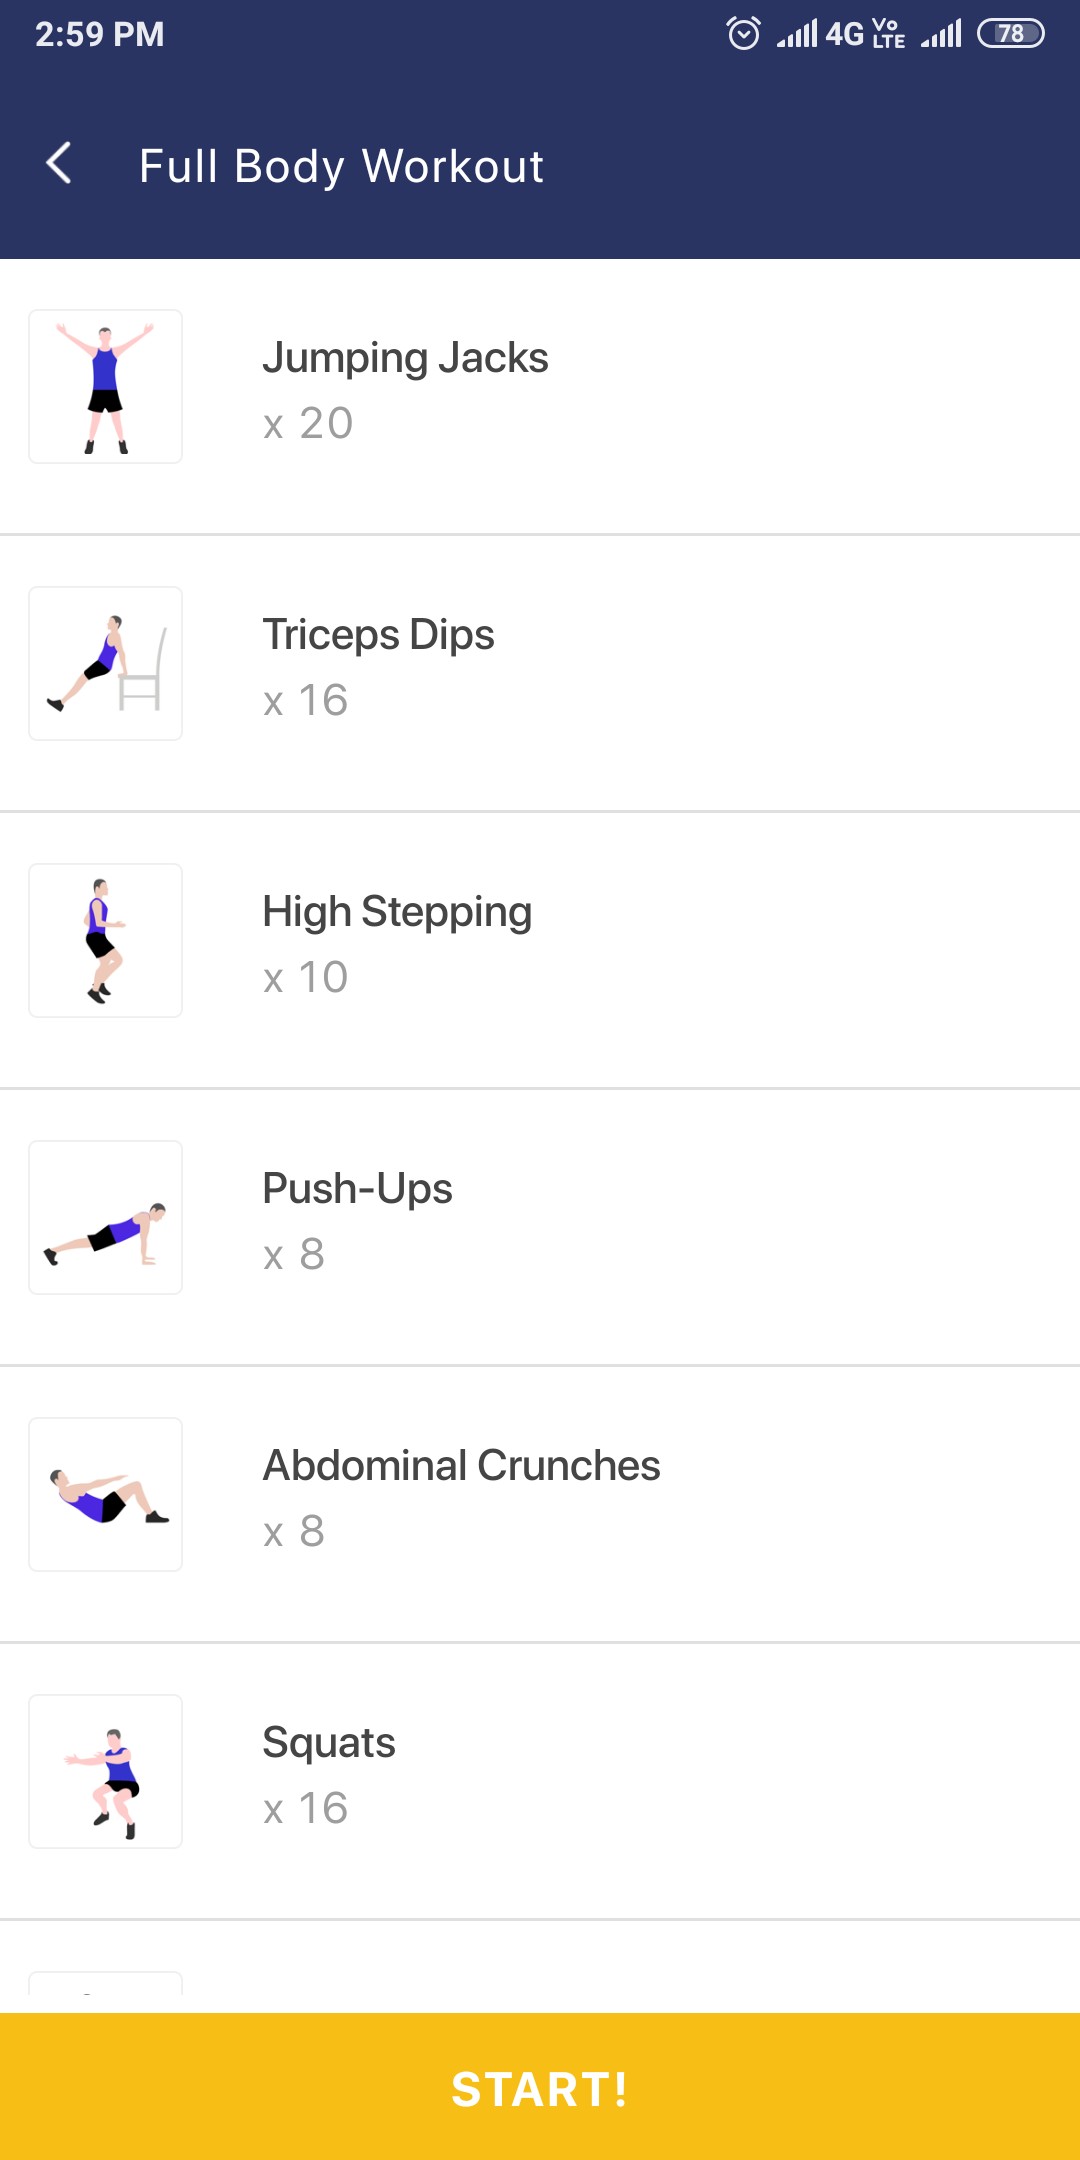 2:59 PM 4G Vo LTE 78
Full Body Workout
Jumping Jacks
x 20
Triceps Dips
x 16
High Stepping
x 10
Push-Ups
x 8
Abdominal Crunches
x 8
Squats
x 16
START!